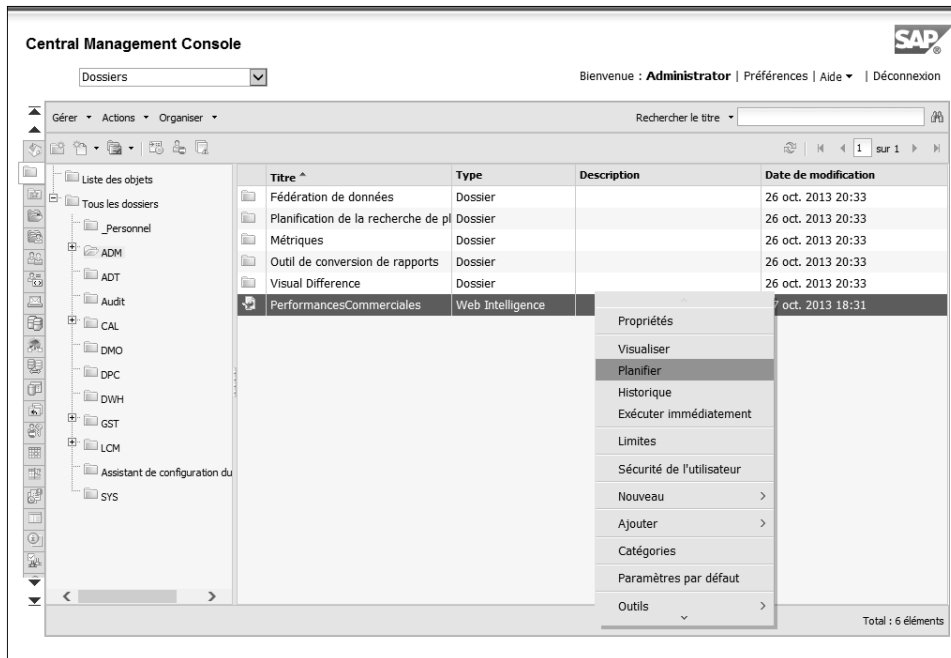 Central Management Console
SAP
®
Dossiers
Bienvenue : Administrator | Préférences | Aide | Déconnexion
Gérer Actions Organiser
Rechercher le titre
1 sur 1
Liste des objets
Tous les dossiers
_Personnel
ADM
ADT
Audit
CAL
DMO
DPC
DWH
GST
LCM
Assistant de configuration du
SYS
Titre Type Description Date de modification
Fédération de données Dossier 26 oct. 2013 20:33
Planification de la recherche de pl Dossier 26 oct. 2013 20:33
Métriques Dossier 26 oct. 2013 20:33
Outil de conversion de rapports Dossier 26 oct. 2013 20:33
Visual Difference Dossier 26 oct. 2013 20:33
PerformancesCommerciales Web Intelligence 7 oct. 2013 18:31
Propriétés
Visualiser
Planifier
Historique
Exécuter immédiatement
Limites
Sécurité de l'utilisateur
Nouveau
Ajouter
Catégories
Paramètres par défaut
Outils
Total : 6 éléments